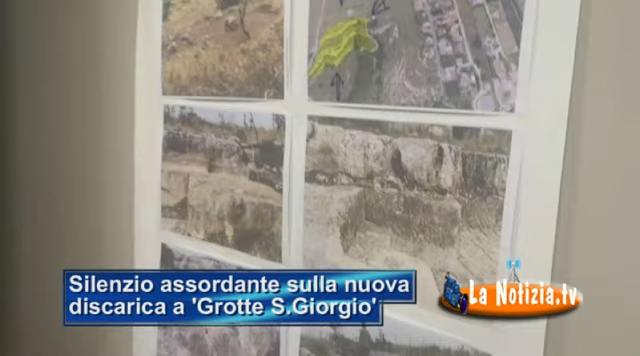 Silenzio assordante sulla nuova
discarica a 'Grotte S.Giorgio'
La Notizia.tv